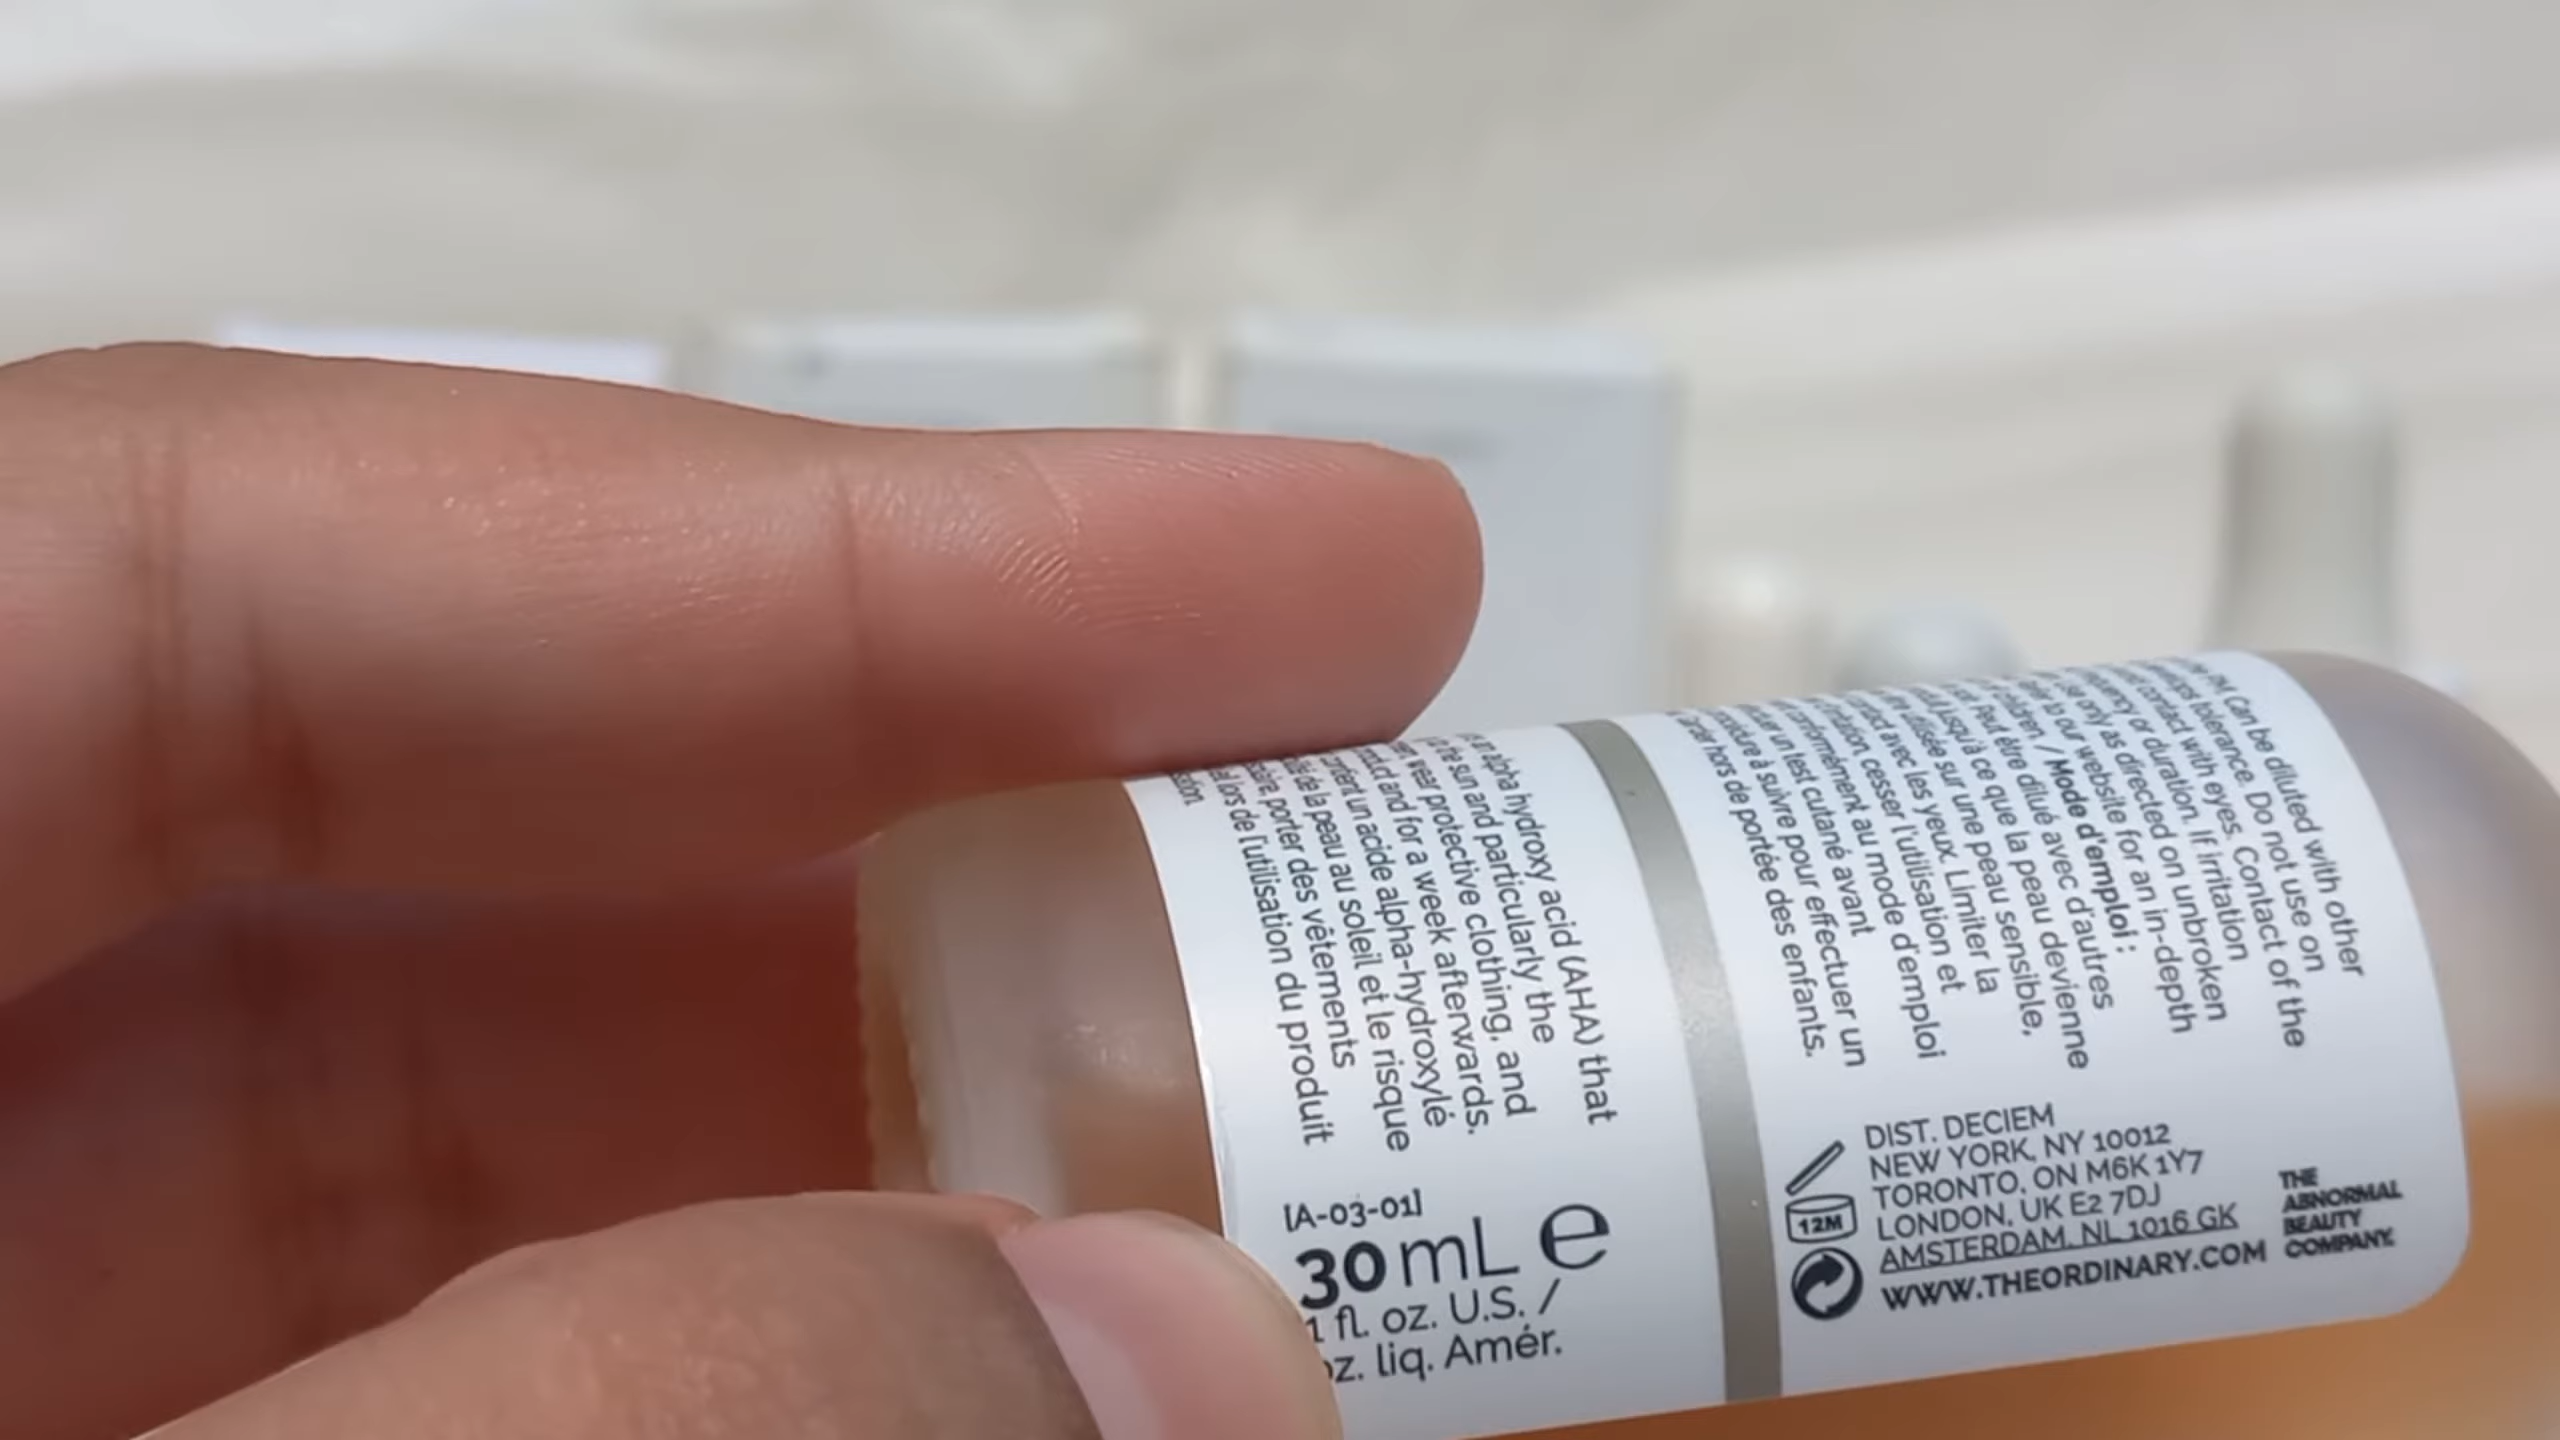 alpha hydroxy acid (AHA) that
the sun and particularly the
wear protective clothing, and
and for a week afterwards.
un acide alpha-hydroxylé
de la peau au soleil et le risque
porter des vêtements
lors de l'utilisation du produit
[A-03-01]
30 mL e
1 fl. oz. U.S. /
oz. liq. Amér.
PM. Can be diluted with other
tolerance. Do not use on
contact with eyes. Contact of the
or duration. If irritation
only as directed on unbroken
to our website for an in-depth
children / Mode d'emploi :
Peut être dilué avec d'autres
jusqu'à ce que la peau devienne
utilisée sur une peau sensible,
avec les yeux. Limiter la
cesser l'utilisation et
conformément au mode d'emploi
un test cutané avant
à suivre pour effectuer un
hors de portée des enfants.
12M
DIST. DECIEM
NEW YORK, NY 10012
TORONTO, ON M6K 1Y7
LONDON, UK E2 7DJ
AMSTERDAM, NL 1016 GK
WWW.THEORDINARY.COM
THE
ABNORMAL
BEAUTY
COMPANY.